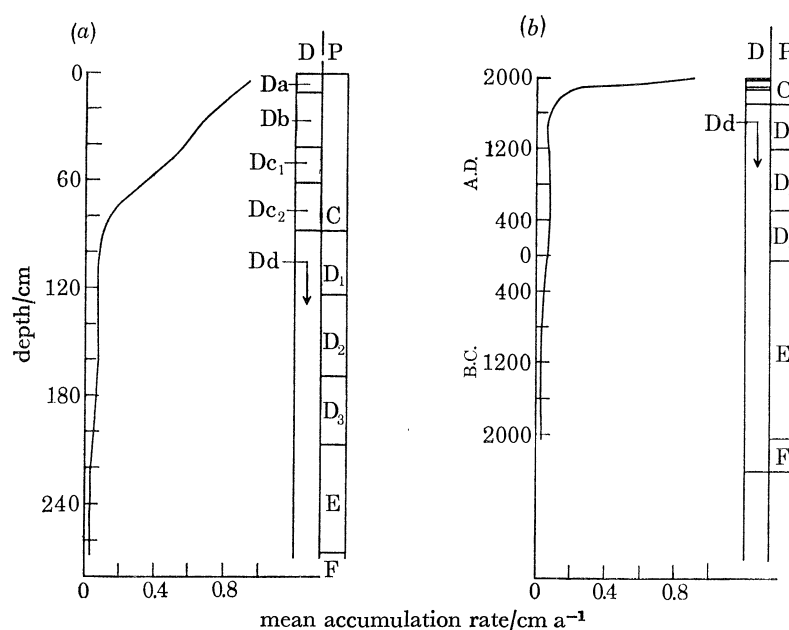 (a)
D P
0
60
120
180
240
depth/cm
Da
Db
Dc₁
Dc₂
Dd
C
D₁
D₂
D₃
E
F
0 0.4 0.8
(b)
D P
2000
1200
400
0
400
1200
2000
A.D.
B.C.
Dd
C
D
D
D
E
F
0 0.4 0.8
mean accumulation rate/cm a⁻¹